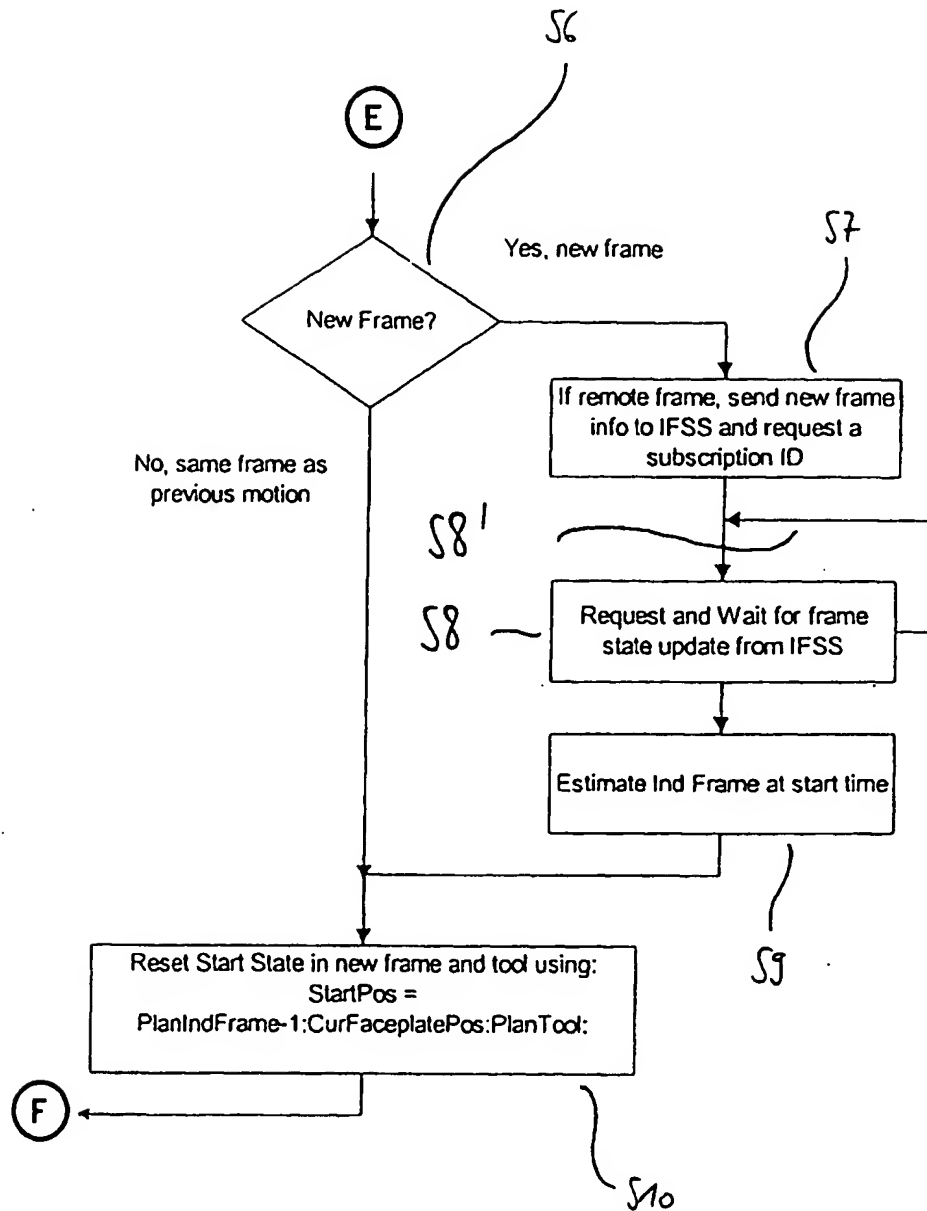 S6
E
Yes, new frame
S7
New Frame?
If remote frame, send new frame
info to IFSS and request a
subscription ID
No, same frame as
previous motion
S8'
S8
Request and Wait for frame
state update from IFSS
Estimate Ind Frame at start time
S9
Reset Start State in new frame and tool using:
StartPos =
PlanIndFrame-1:CurFaceplatePos:PlanTool:
F
S10